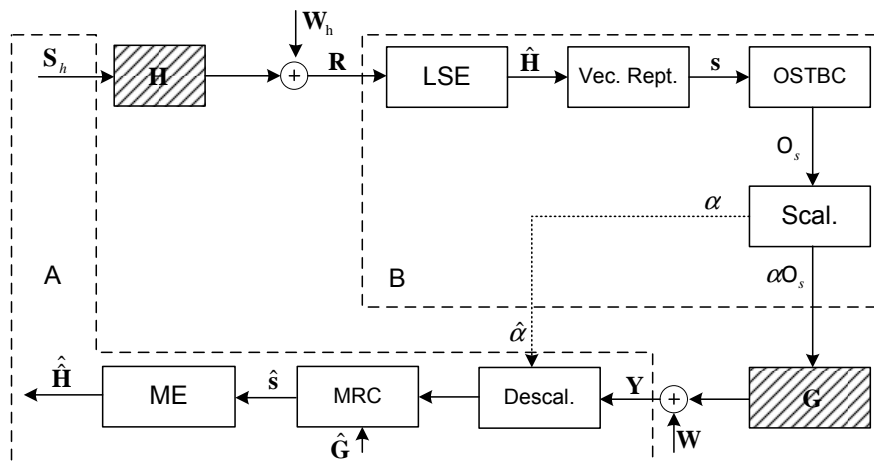 W_h
S_h
H
+
R
LSE
Ĥ
Vec. Rept.
s
OSTBC
O_s
α
Scal.
A
B
αO_s
α̂
Ĥ̂
ME
ŝ
MRC
Descal.
Y
+
G
Ĝ
W